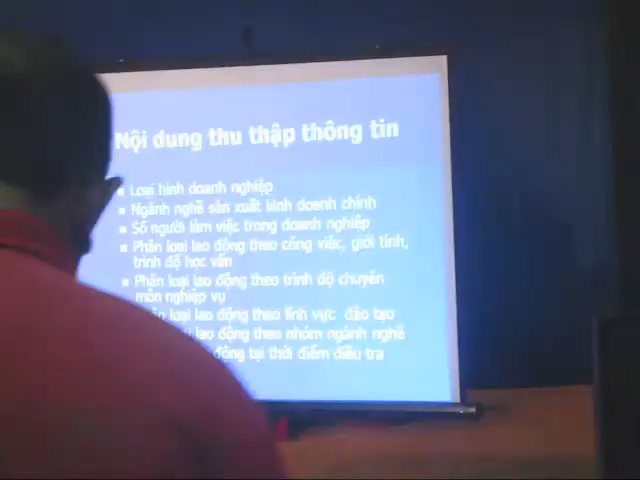 Nội dung thu thập thông tin
Loại hình doanh nghiệp
Ngành nghề sản xuất kinh doanh chính
Số người làm việc trong doanh nghiệp
Phân loại lao động theo công việc, giới tính,
trình độ học vấn
Phân loại lao động theo trình độ chuyên
môn nghiệp vụ
loại lao động theo lĩnh vực đào tạo
lao động theo nhóm ngành nghề
động tại thời điểm điều tra